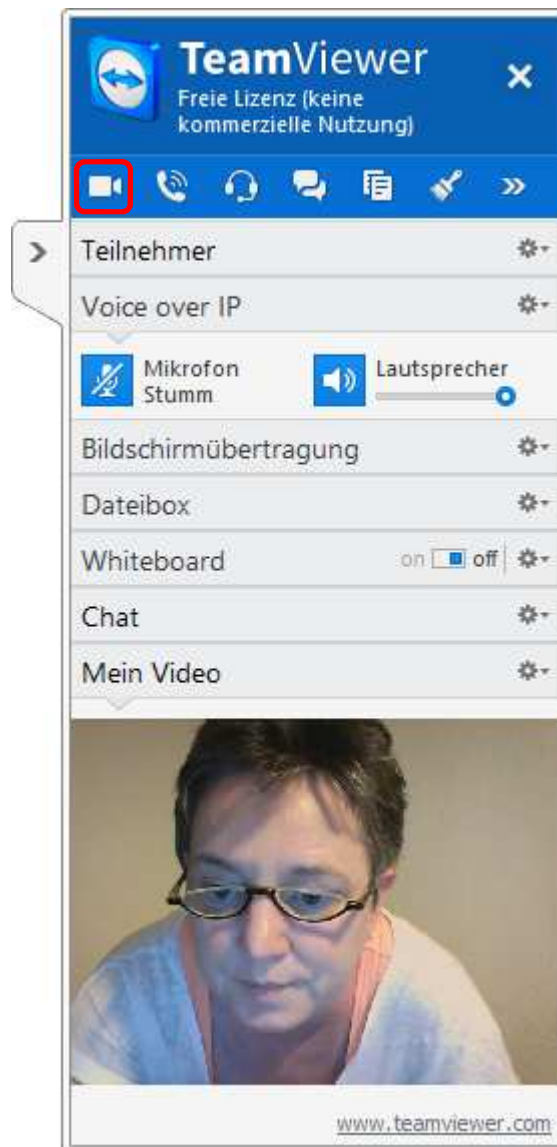 TeamViewer
Freie Lizenz (keine
kommerzielle Nutzung)
Teilnehmer
Voice over IP
Mikrofon
Stumm
Lautsprecher
Bildschirmübertragung
Dateibox
Whiteboard on off
Chat
Mein Video
www.teamviewer.com